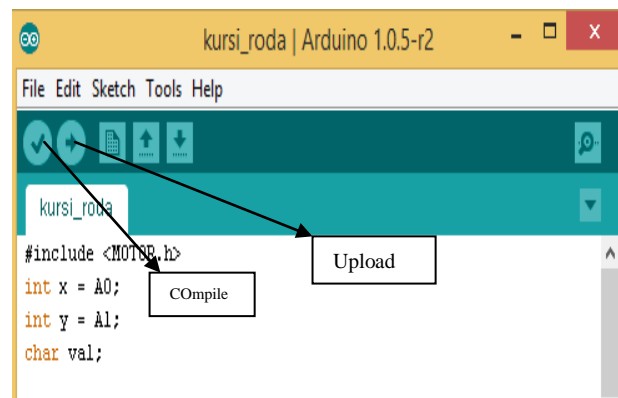 kursi_roda | Arduino 1.0.5-r2
File Edit Sketch Tools Help
kursi_roda
#include <MOTOR.h>
int x = A0;
int y = A1;
char val;
Upload
COmpile